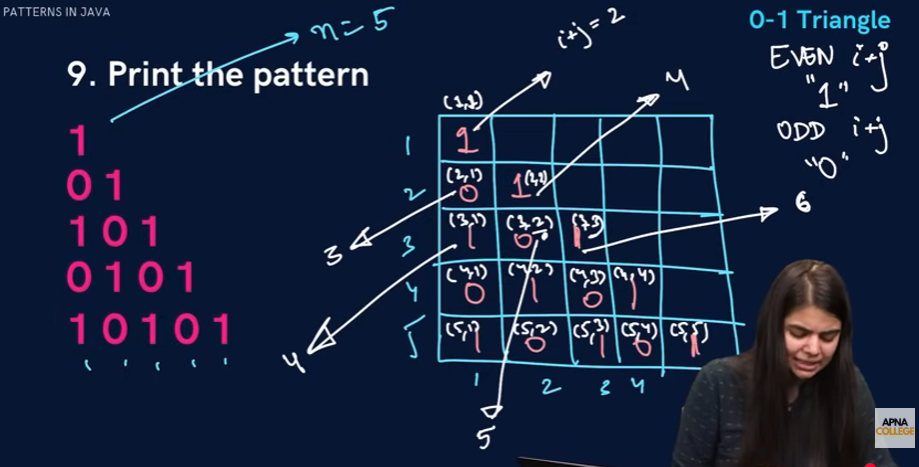 PATTERNS IN JAVA
n = 5
i+j = 2
0-1 Triangle
9. Print the pattern
EVEN i+j
"1"
ODD i+j
"0"
4
1
0 1
1 0 1
0 1 0 1
1 0 1 0 1
(1,1)
1 1
(2,1) (2,2)
2 0 1
6
(3,1) (3,2) (3,3)
3 1 0 1
3
(4,1) (4,2) (4,3) (4,4)
4 0 1 0 1
(5,1) (5,2) (5,3) (5,4) (5,5)
5 1 0 1 0 1
4
1 2 3 4
5
APNA
COLLEGE